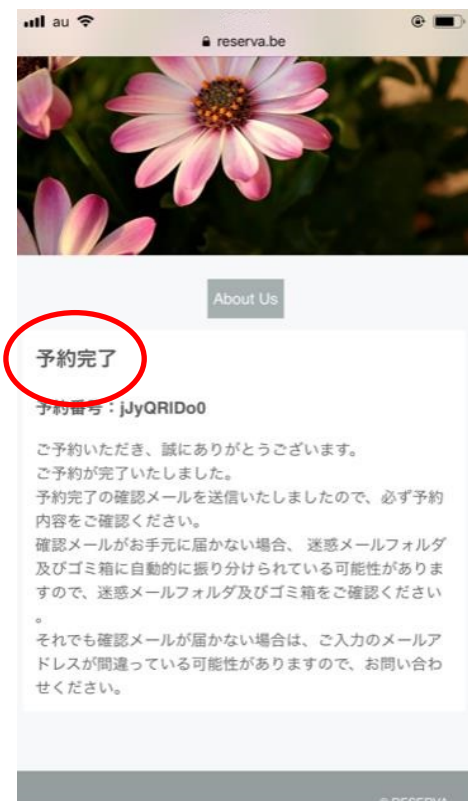 au
reserva.be
About Us
予約完了
予約番号：jJyQRIDo0
ご予約いただき、誠にありがとうございます。
ご予約が完了いたしました。
予約完了の確認メールを送信いたしましたので、必ず予約
内容をご確認ください。
確認メールがお手元に届かない場合、 迷惑メールフォルダ
及びゴミ箱に自動的に振り分けられている可能性がありま
すので、迷惑メールフォルダ及びゴミ箱をご確認ください
。
それでも確認メールが届かない場合は、ご入力のメールア
ドレスが間違っている可能性がありますので、お問い合わ
せください。
© RESERVA